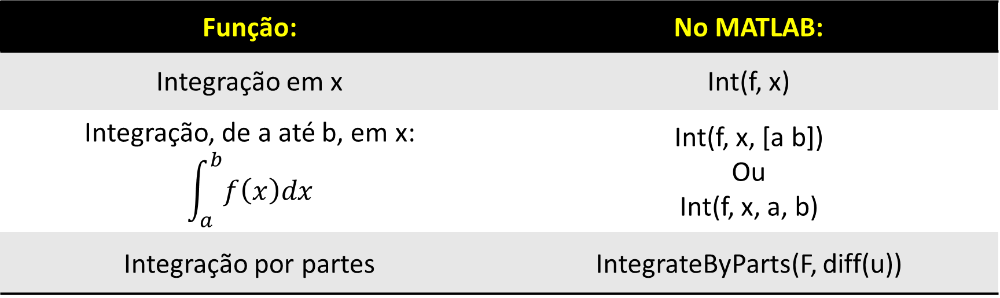 Função:
No MATLAB:
Integração em x
Int(f, x)
Integração, de a até b, em x:
∫_a^b f(x)dx
Int(f, x, [a b])
Ou
Int(f, x, a, b)
Integração por partes
IntegrateByParts(F, diff(u))